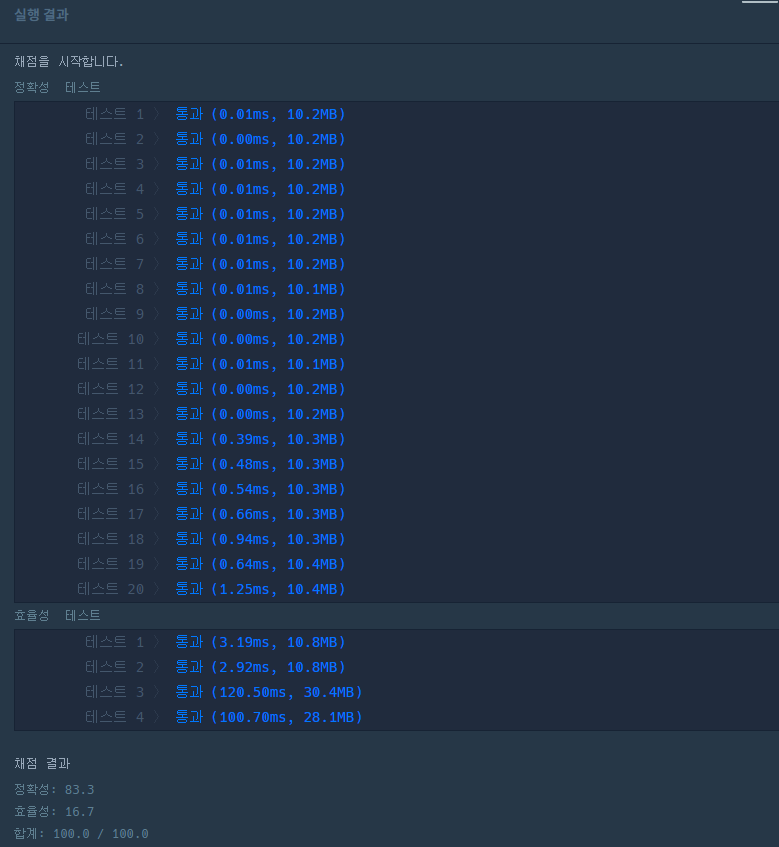 실행 결과
채점을 시작합니다.
정확성 테스트
테스트 1 〉 통과 (0.01ms, 10.2MB)
테스트 2 〉 통과 (0.00ms, 10.2MB)
테스트 3 〉 통과 (0.01ms, 10.2MB)
테스트 4 〉 통과 (0.01ms, 10.2MB)
테스트 5 〉 통과 (0.01ms, 10.2MB)
테스트 6 〉 통과 (0.01ms, 10.2MB)
테스트 7 〉 통과 (0.01ms, 10.2MB)
테스트 8 〉 통과 (0.01ms, 10.1MB)
테스트 9 〉 통과 (0.00ms, 10.2MB)
테스트 10 〉 통과 (0.00ms, 10.2MB)
테스트 11 〉 통과 (0.01ms, 10.1MB)
테스트 12 〉 통과 (0.00ms, 10.2MB)
테스트 13 〉 통과 (0.00ms, 10.2MB)
테스트 14 〉 통과 (0.39ms, 10.3MB)
테스트 15 〉 통과 (0.48ms, 10.3MB)
테스트 16 〉 통과 (0.54ms, 10.3MB)
테스트 17 〉 통과 (0.66ms, 10.3MB)
테스트 18 〉 통과 (0.94ms, 10.3MB)
테스트 19 〉 통과 (0.64ms, 10.4MB)
테스트 20 〉 통과 (1.25ms, 10.4MB)
효율성 테스트
테스트 1 〉 통과 (3.19ms, 10.8MB)
테스트 2 〉 통과 (2.92ms, 10.8MB)
테스트 3 〉 통과 (120.50ms, 30.4MB)
테스트 4 〉 통과 (100.70ms, 28.1MB)
채점 결과
정확성: 83.3
효율성: 16.7
합계: 100.0 / 100.0